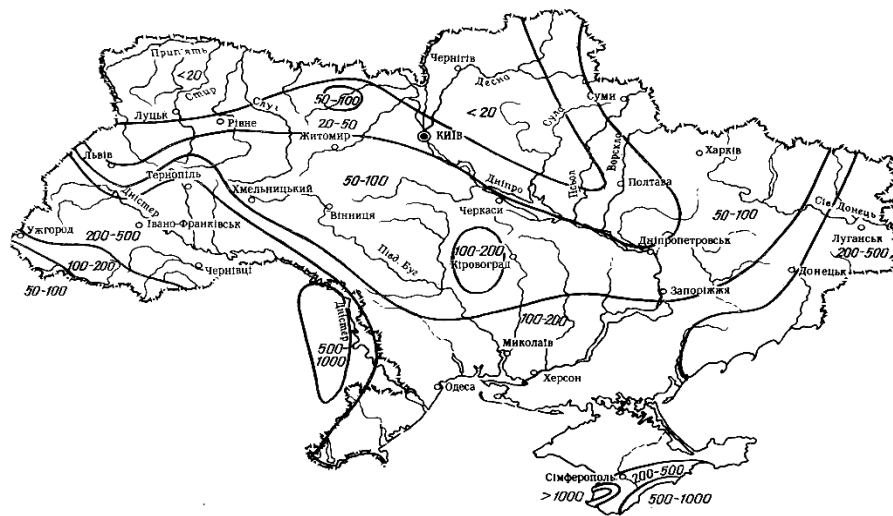 Прип'ять
<20
Стир
Случ
Луцьк
Рівне
Чернігів
Десна
50-100
20-50
Житомир
КИЇВ
<20
Сула
Суми
Псьол
Ворскла
Харків
Полтава
Львів
Тернопіль
Хмельницький
50-100
Дніпро
Черкаси
50-100
Сів. Донець
Луганськ
200-500
Дністер
Вінниця
Ужгород
Івано-Франківськ
200-500
Півд. Буг
100-200
Кіровоград
Дніпропетровськ
Донецьк
100-200
Чернівці
50-100
Запоріжжя
Дністер
500-
1000
100-200
Миколаїв
Херсон
Одеса
Сімферополь
200-500
>1000
500-1000